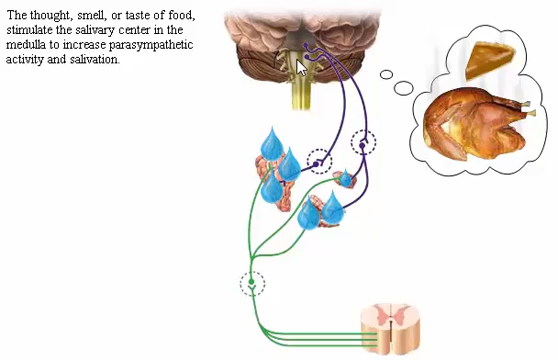 The thought, smell, or taste of food,
stimulate the salivary center in the
medulla to increase parasympathetic
activity and salivation.